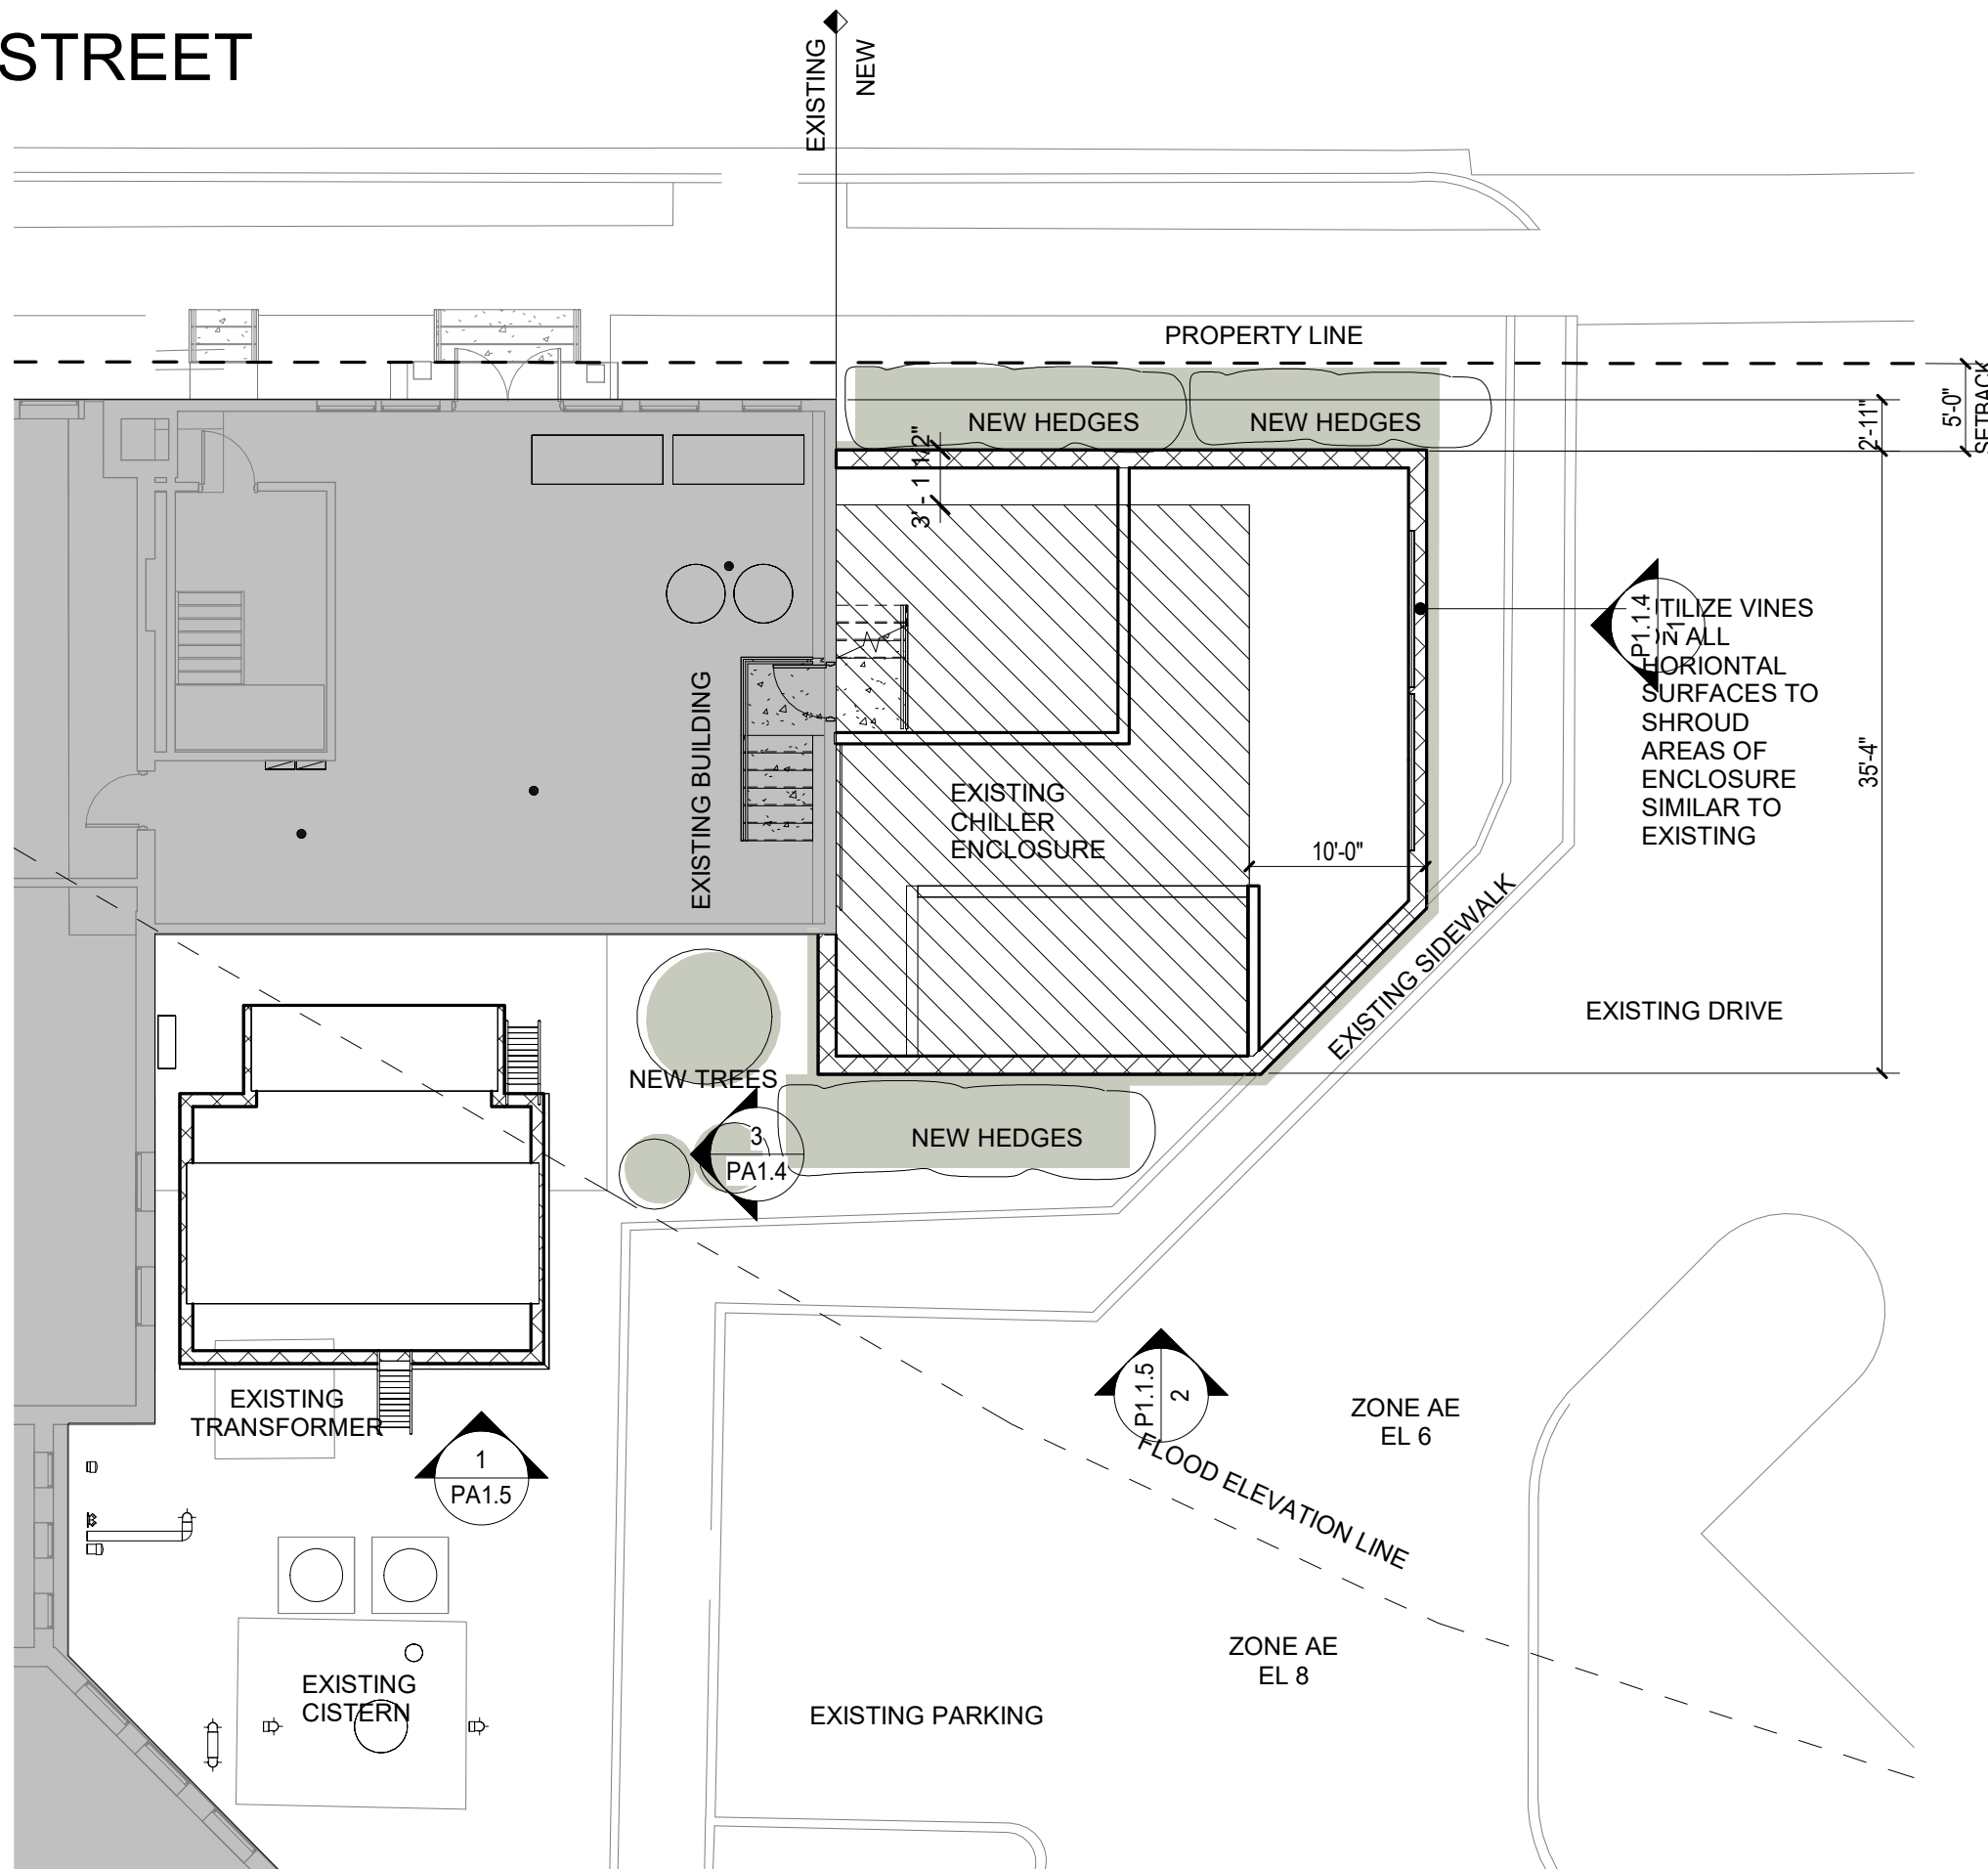 STREET
EXISTING
NEW
PROPERTY LINE
SETBACK
5'-0"
2'-11"
NEW HEDGES
NEW HEDGES
3' - 1 1/2"
P1.1.4
1
UTILIZE VINES
ON ALL
HORIONTAL
SURFACES TO
SHROUD
AREAS OF
ENCLOSURE
SIMILAR TO
EXISTING
35'-4"
EXISTING BUILDING
EXISTING
CHILLER
ENCLOSURE
10'-0"
EXISTING SIDEWALK
EXISTING DRIVE
NEW TREES
3
PA1.4
NEW HEDGES
EXISTING
TRANSFORMER
1
PA1.5
P1.1.5
2
ZONE AE
EL 6
FLOOD ELEVATION LINE
ZONE AE
EL 8
EXISTING
CISTERN
EXISTING PARKING